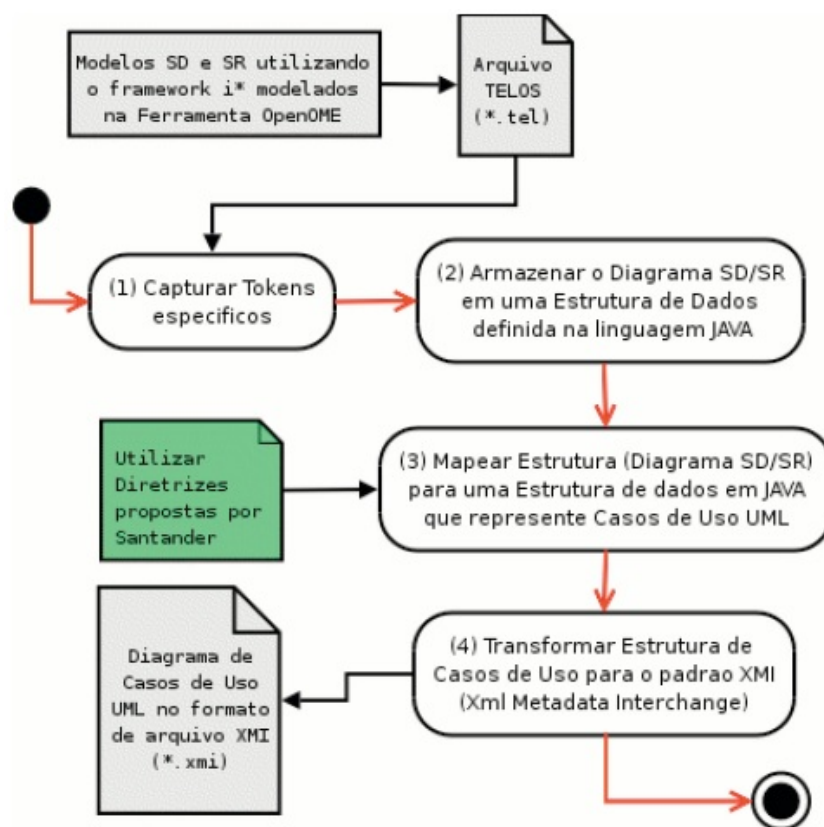 Modelos SD e SR utilizando
o framework i* modelados
na Ferramenta OpenOME
Arquivo
TELOS
(*.tel)
(1) Capturar Tokens
especificos
(2) Armazenar o Diagrama SD/SR
em uma Estrutura de Dados
definida na linguagem JAVA
Utilizar
Diretrizes
propostas por
Santander
(3) Mapear Estrutura (Diagrama SD/SR)
para uma Estrutura de dados em JAVA
que represente Casos de Uso UML
Diagrama de
Casos de Uso
UML no formato
de arquivo XMI
(*.xmi)
(4) Transformar Estrutura de
Casos de Uso para o padrao XMI
(Xml Metadata Interchange)